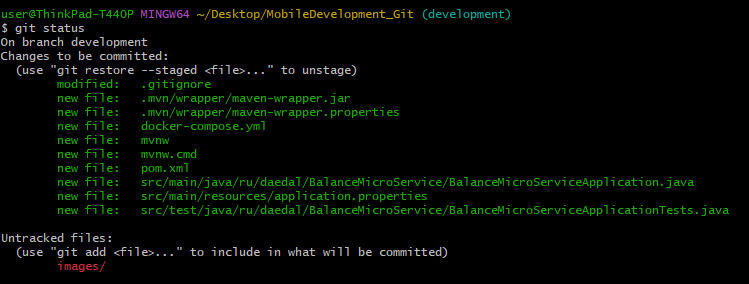 user@ThinkPad-T440P MINGW64 ~/Desktop/MobileDevelopment_Git (development)
$ git status
On branch development
Changes to be committed:
  (use "git restore --staged <file>..." to unstage)
        modified:   .gitignore
        new file:   .mvn/wrapper/maven-wrapper.jar
        new file:   .mvn/wrapper/maven-wrapper.properties
        new file:   docker-compose.yml
        new file:   mvnw
        new file:   mvnw.cmd
        new file:   pom.xml
        new file:   src/main/java/ru/daedal/BalanceMicroService/BalanceMicroServiceApplication.java
        new file:   src/main/resources/application.properties
        new file:   src/test/java/ru/daedal/BalanceMicroService/BalanceMicroServiceApplicationTests.java

Untracked files:
  (use "git add <file>..." to include in what will be committed)
        images/